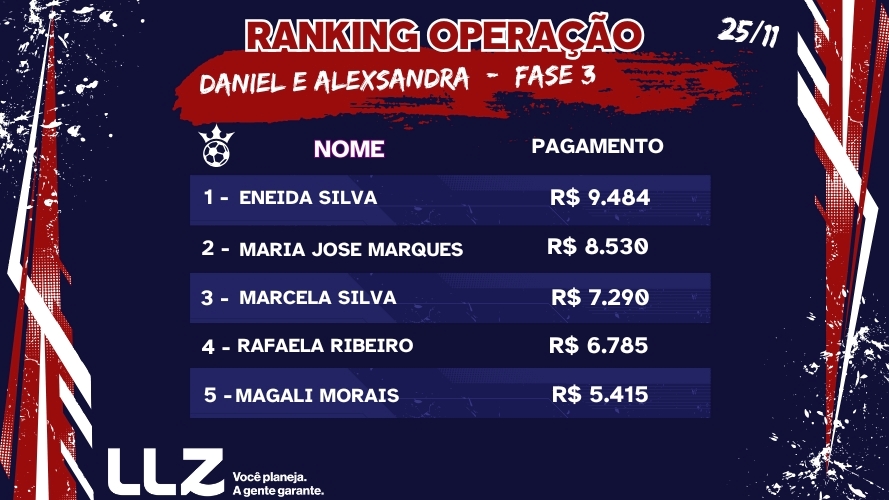 RANKING OPERAÇÃO
25/11
DANIEL E ALEXSANDRA - FASE 3
NOME PAGAMENTO
1 - ENEIDA SILVA R$ 9.484
2 - MARIA JOSE MARQUES R$ 8.530
3 - MARCELA SILVA R$ 7.290
4 - RAFAELA RIBEIRO R$ 6.785
5 - MAGALI MORAIS R$ 5.415
LLZ
Você planeja.
A gente garante.